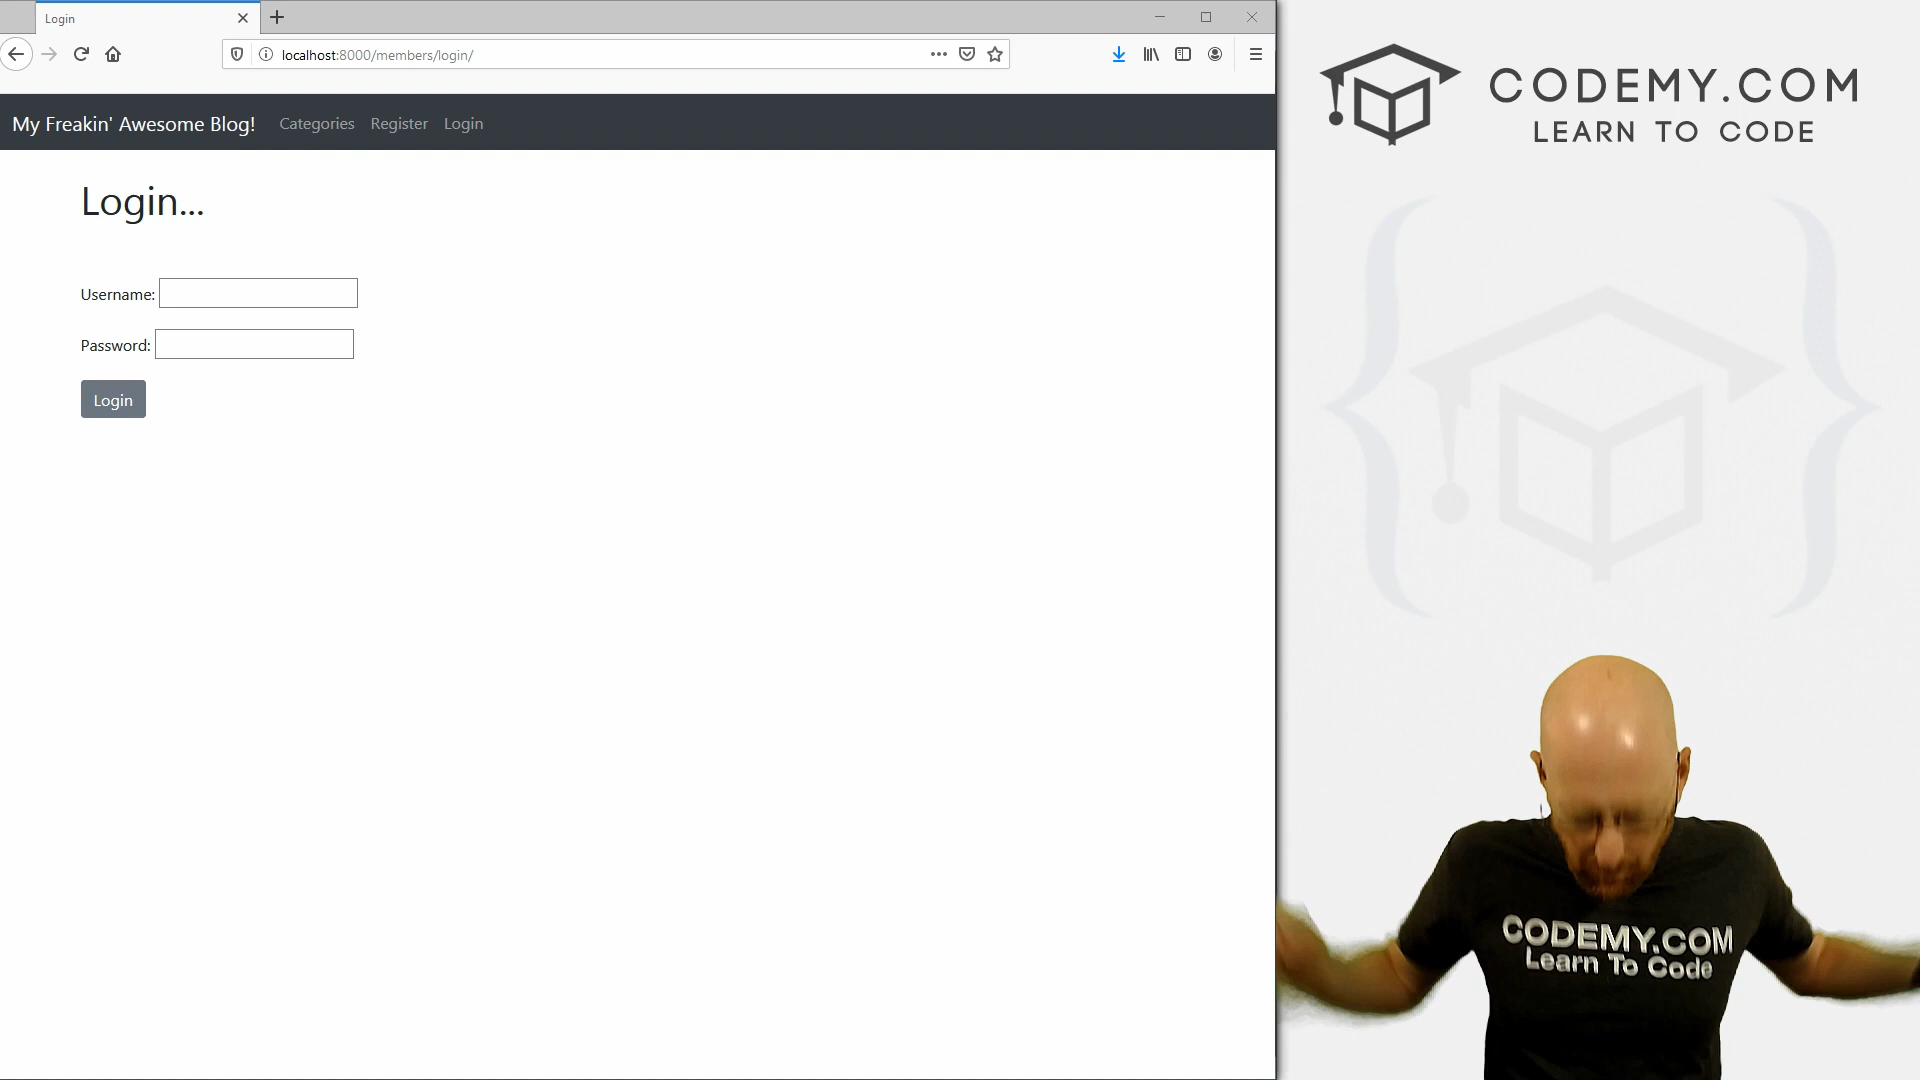 Login
localhost:8000/members/login/
My Freakin' Awesome Blog! Categories Register Login
Login...
Username:
Password:
Login
CODEMY.COM
LEARN TO CODE
CODEMY.COM
Learn To Code